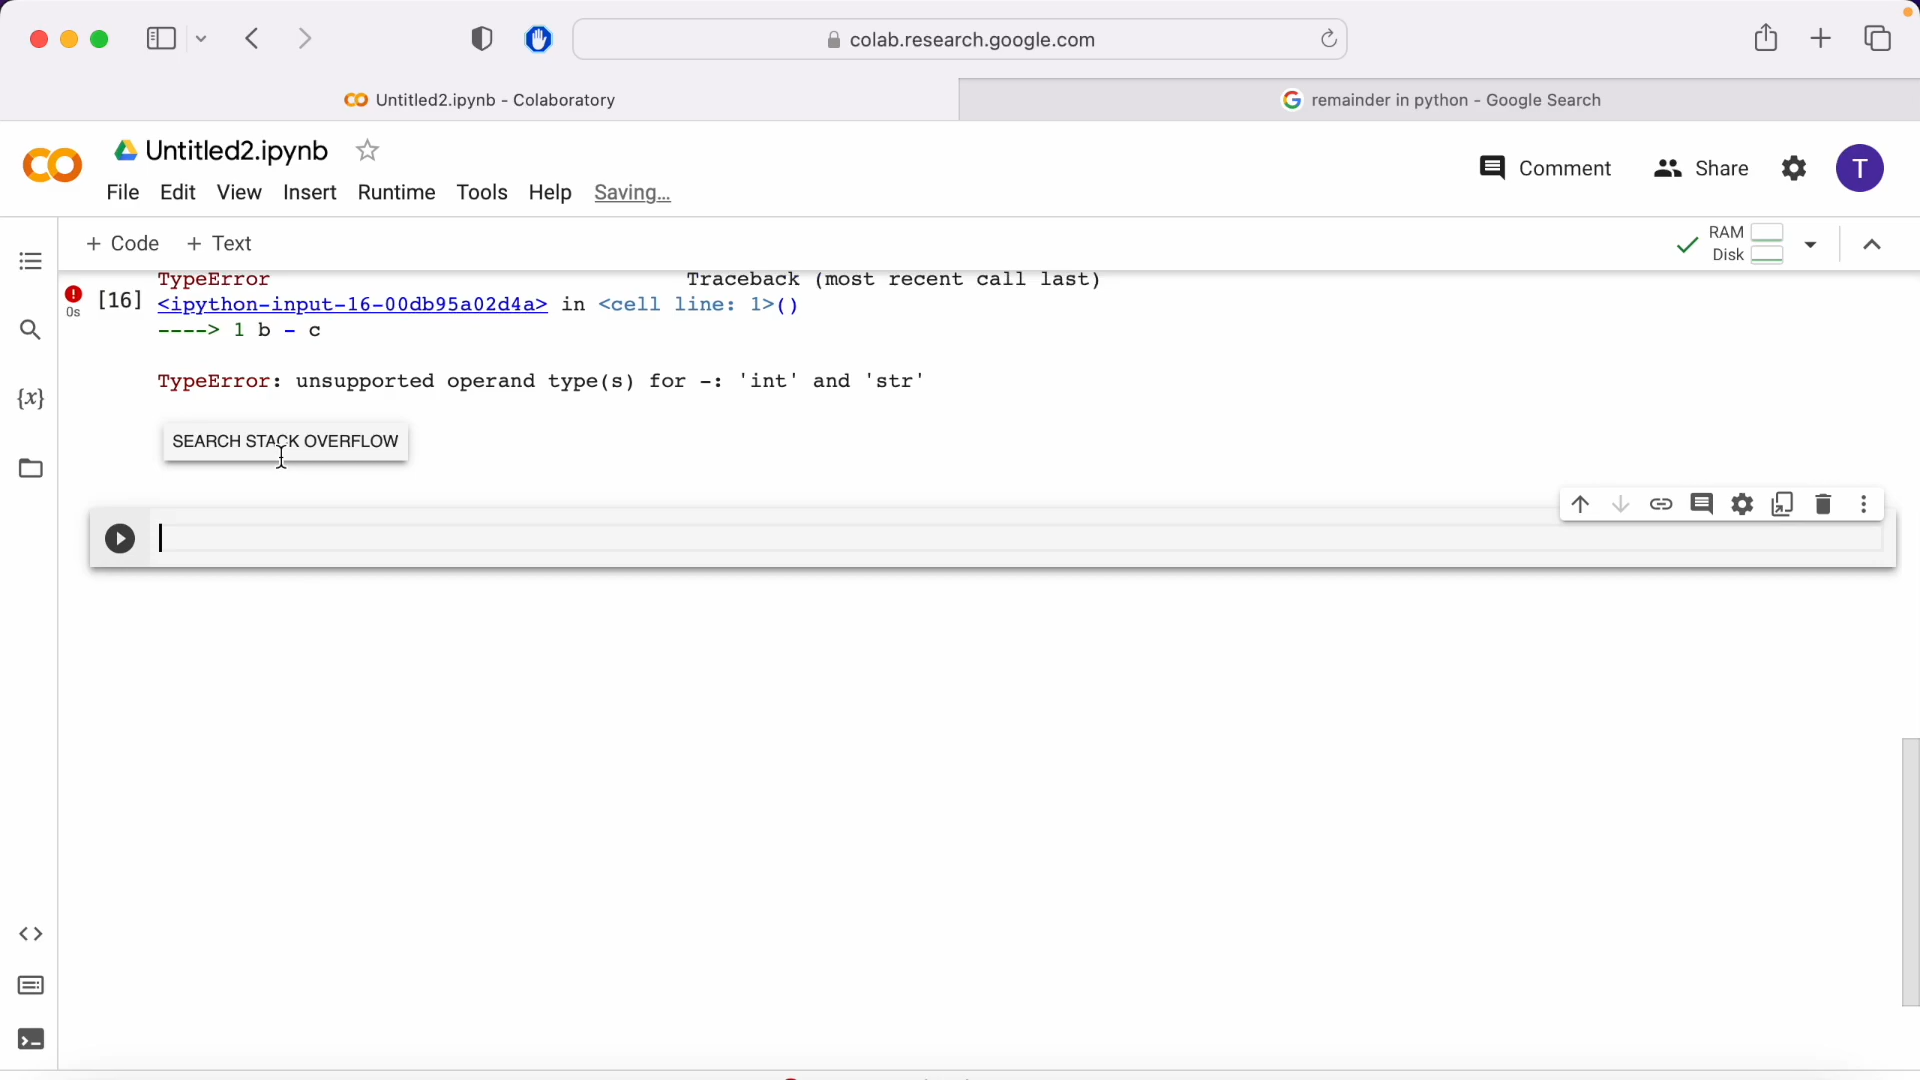 colab.research.google.com
Untitled2.ipynb - Colaboratory
remainder in python - Google Search
Untitled2.ipynb
Comment
Share
T
File Edit View Insert Runtime Tools Help Saving...
+ Code + Text
RAM
Disk
TypeError Traceback (most recent call last)
[16] <ipython-input-16-00db95a02d4a> in <cell line: 1>()
0s
----> 1 b - c
TypeError: unsupported operand type(s) for -: 'int' and 'str'
SEARCH STACK OVERFLOW